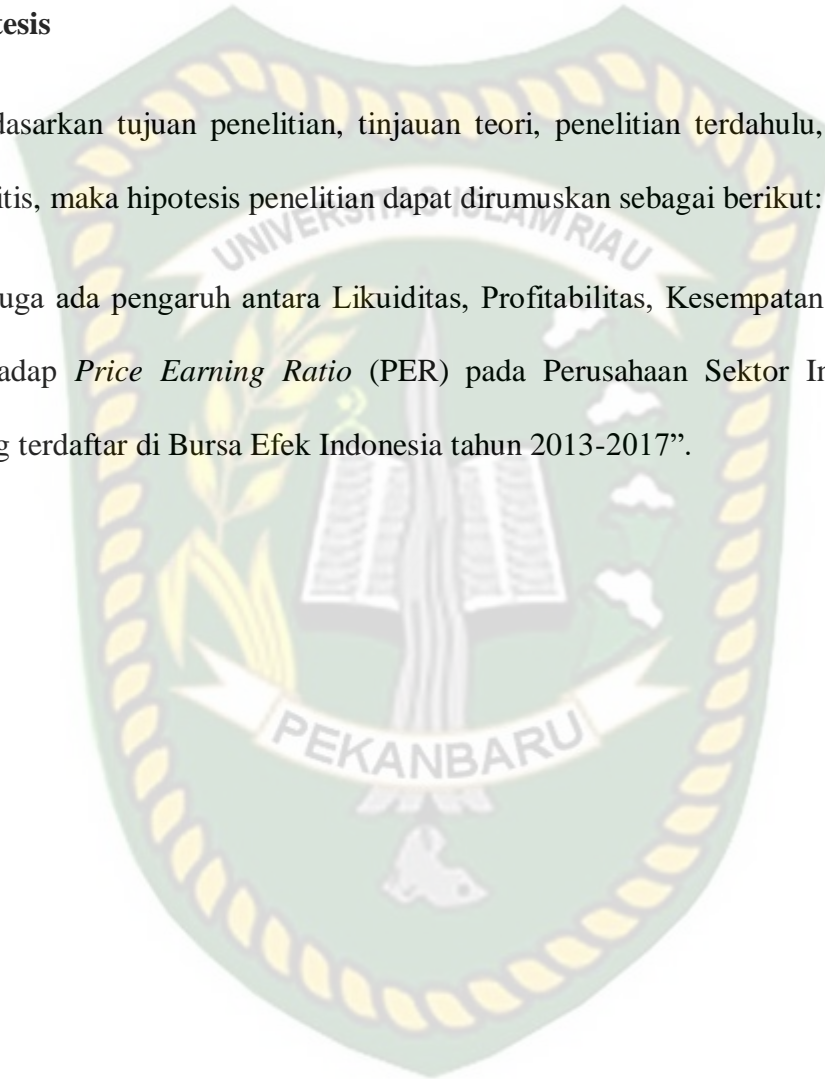 tesis
dasarkan tujuan penelitian, tinjauan teori, penelitian terdahulu,
itis, maka hipotesis penelitian dapat dirumuskan sebagai berikut:
UNIVERSITAS ISLAM RIAU
uga ada pengaruh antara Likuiditas, Profitabilitas, Kesempatan
adap Price Earning Ratio (PER) pada Perusahaan Sektor In
g terdaftar di Bursa Efek Indonesia tahun 2013-2017”.
PEKANBARU